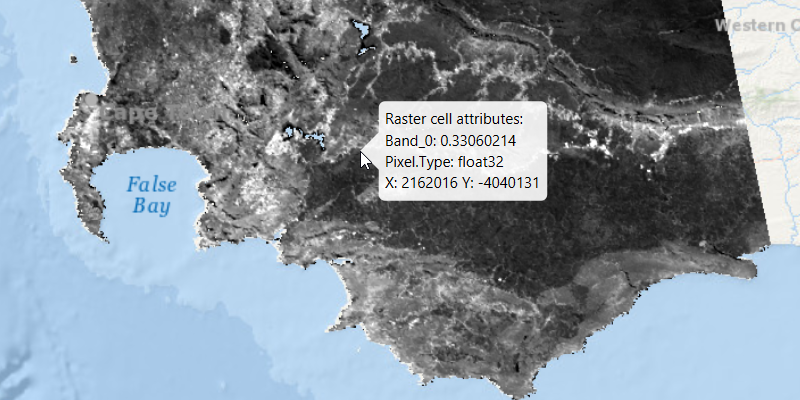 Western C
Cape
Raster cell attributes:
Band_0: 0.33060214
Pixel.Type: float32
X: 2162016 Y: -4040131
False
Bay